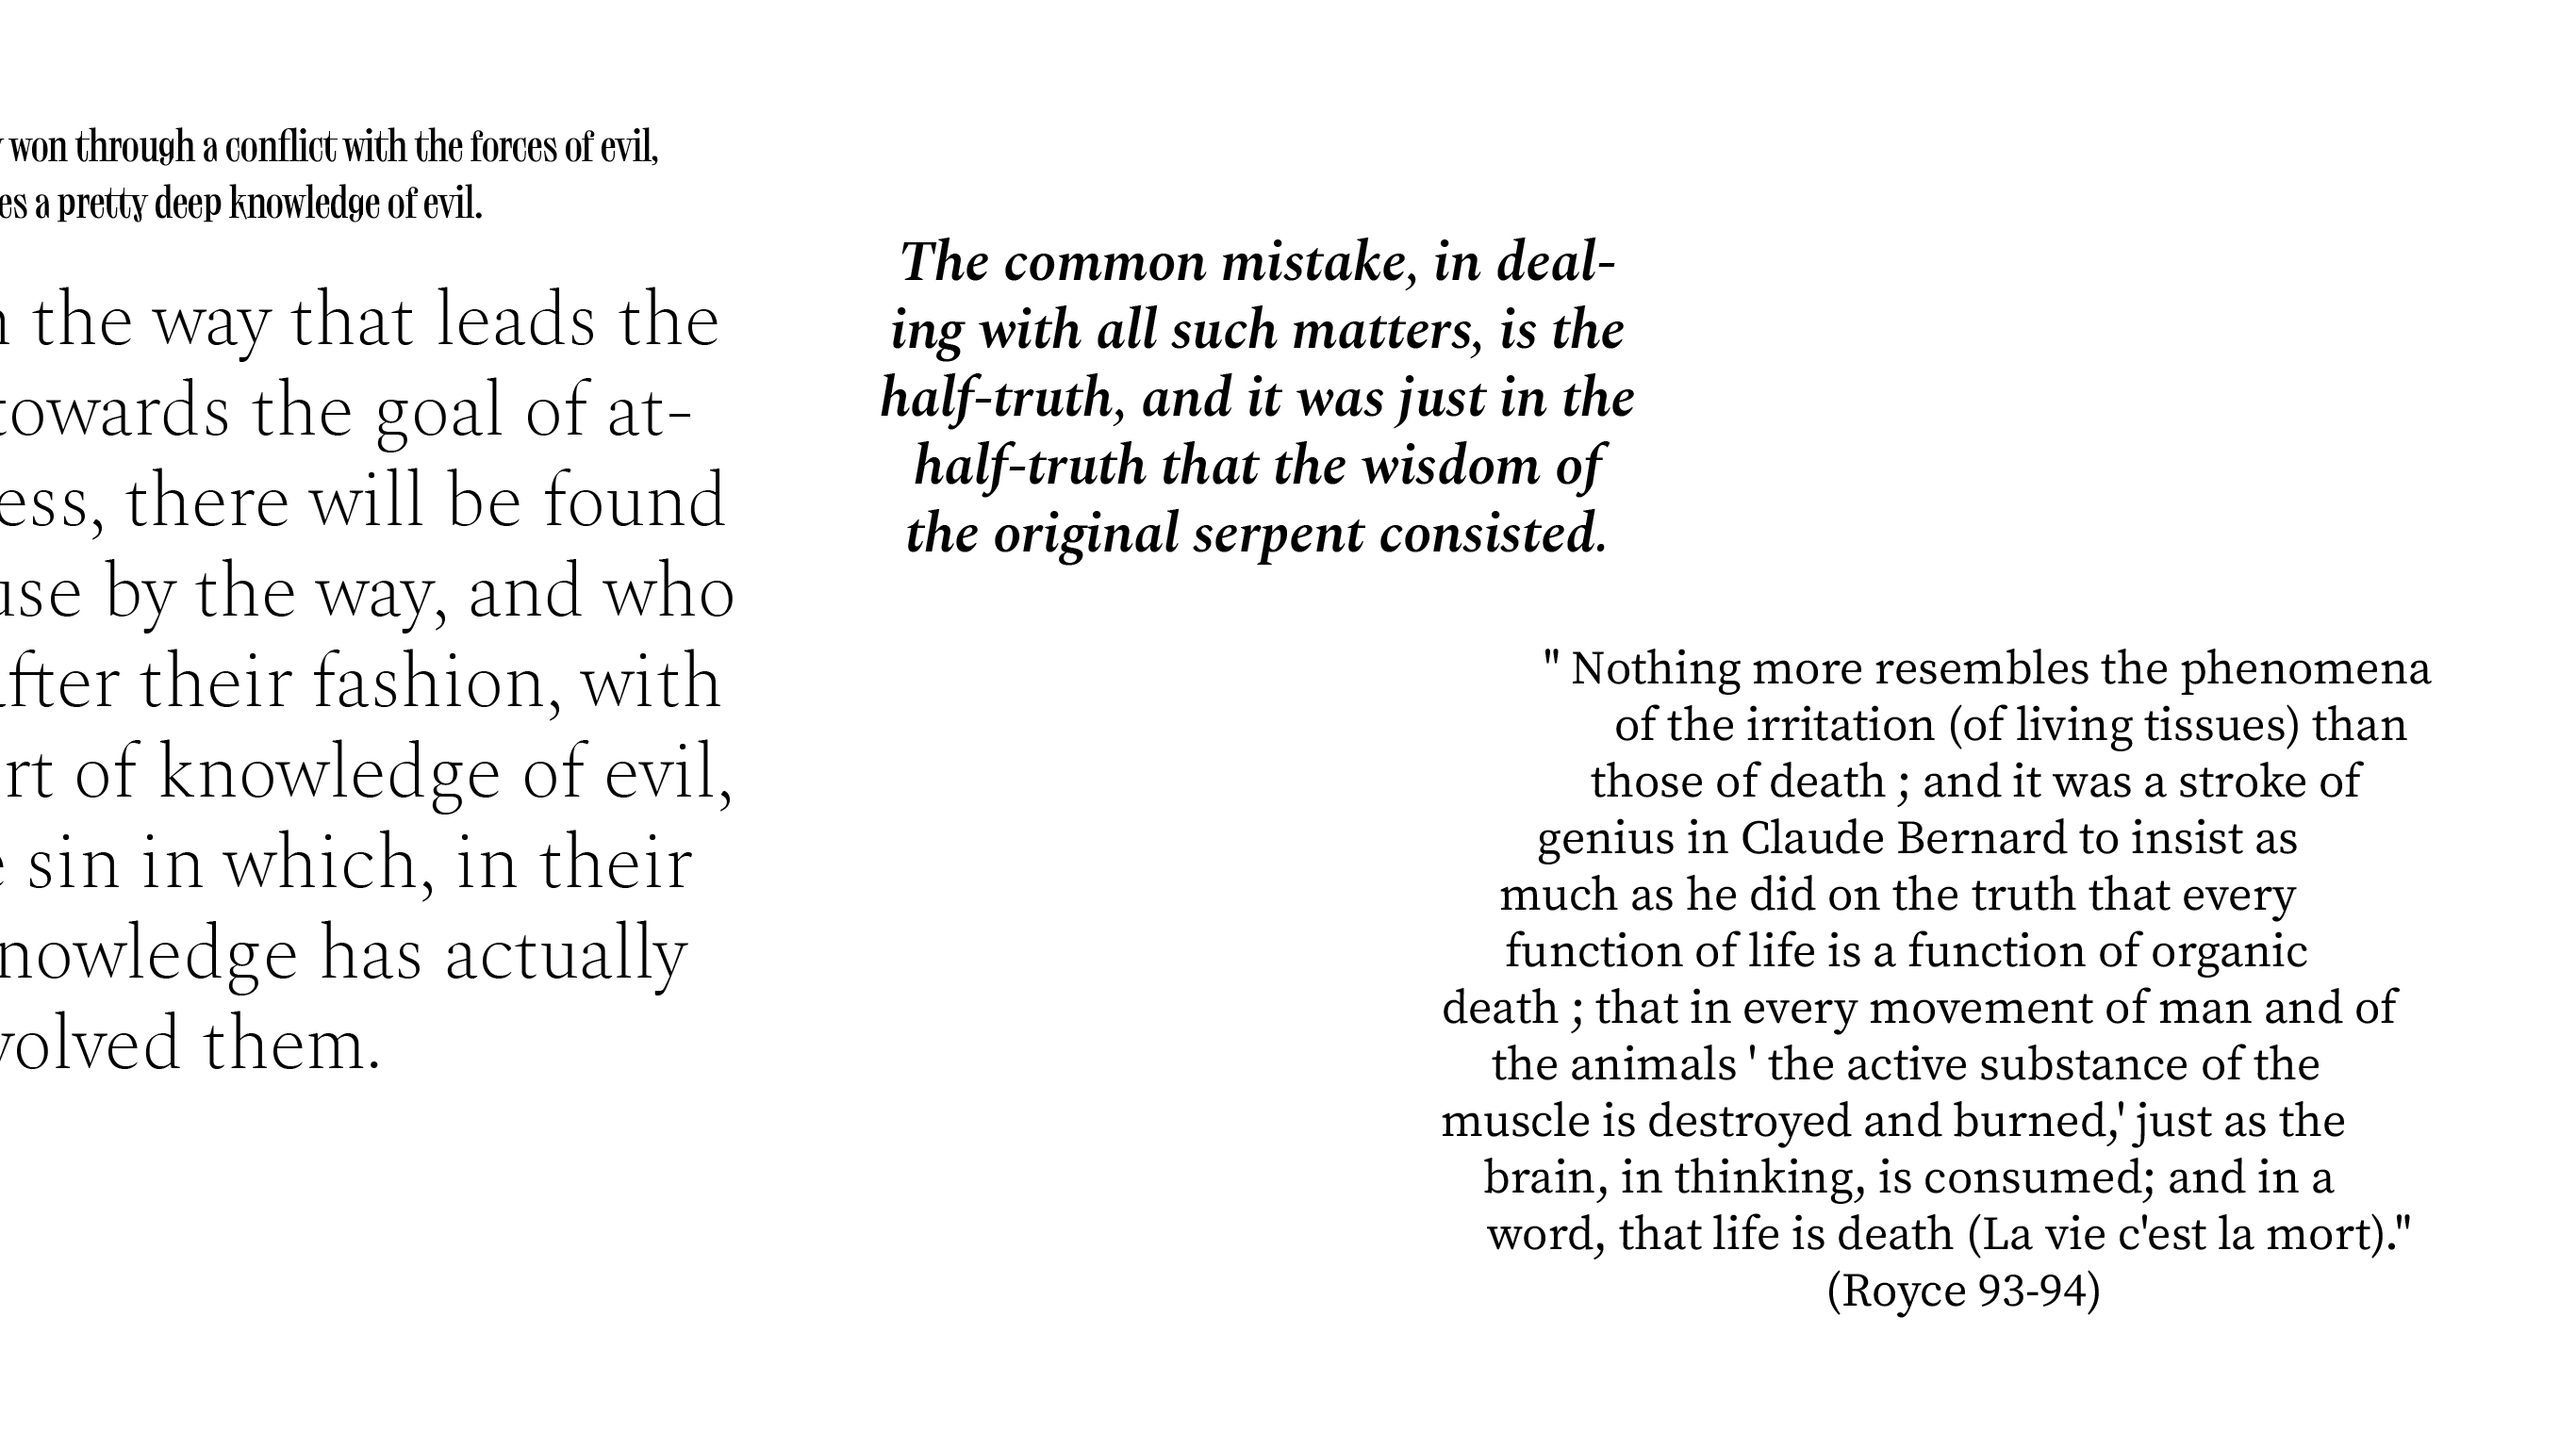 won through a conflict with the forces of evil,
a pretty deep knowledge of evil.
the way that leads the
towards the goal of at-
there will be found
by the way, and who
after their fashion, with
of knowledge of evil,
sin in which, in their
knowledge has actually
them.
The common mistake, in deal-
ing with all such matters, is the
half-truth, and it was just in the
half-truth that the wisdom of
the original serpent consisted.
" Nothing more resembles the phenomena
of the irritation (of living tissues) than
those of death ; and it was a stroke of
genius in Claude Bernard to insist as
much as he did on the truth that every
function of life is a function of organic
death ; that in every movement of man and of
the animals ' the active substance of the
muscle is destroyed and burned,' just as the
brain, in thinking, is consumed; and in a
word, that life is death (La vie c'est la mort)."
(Royce 93-94)